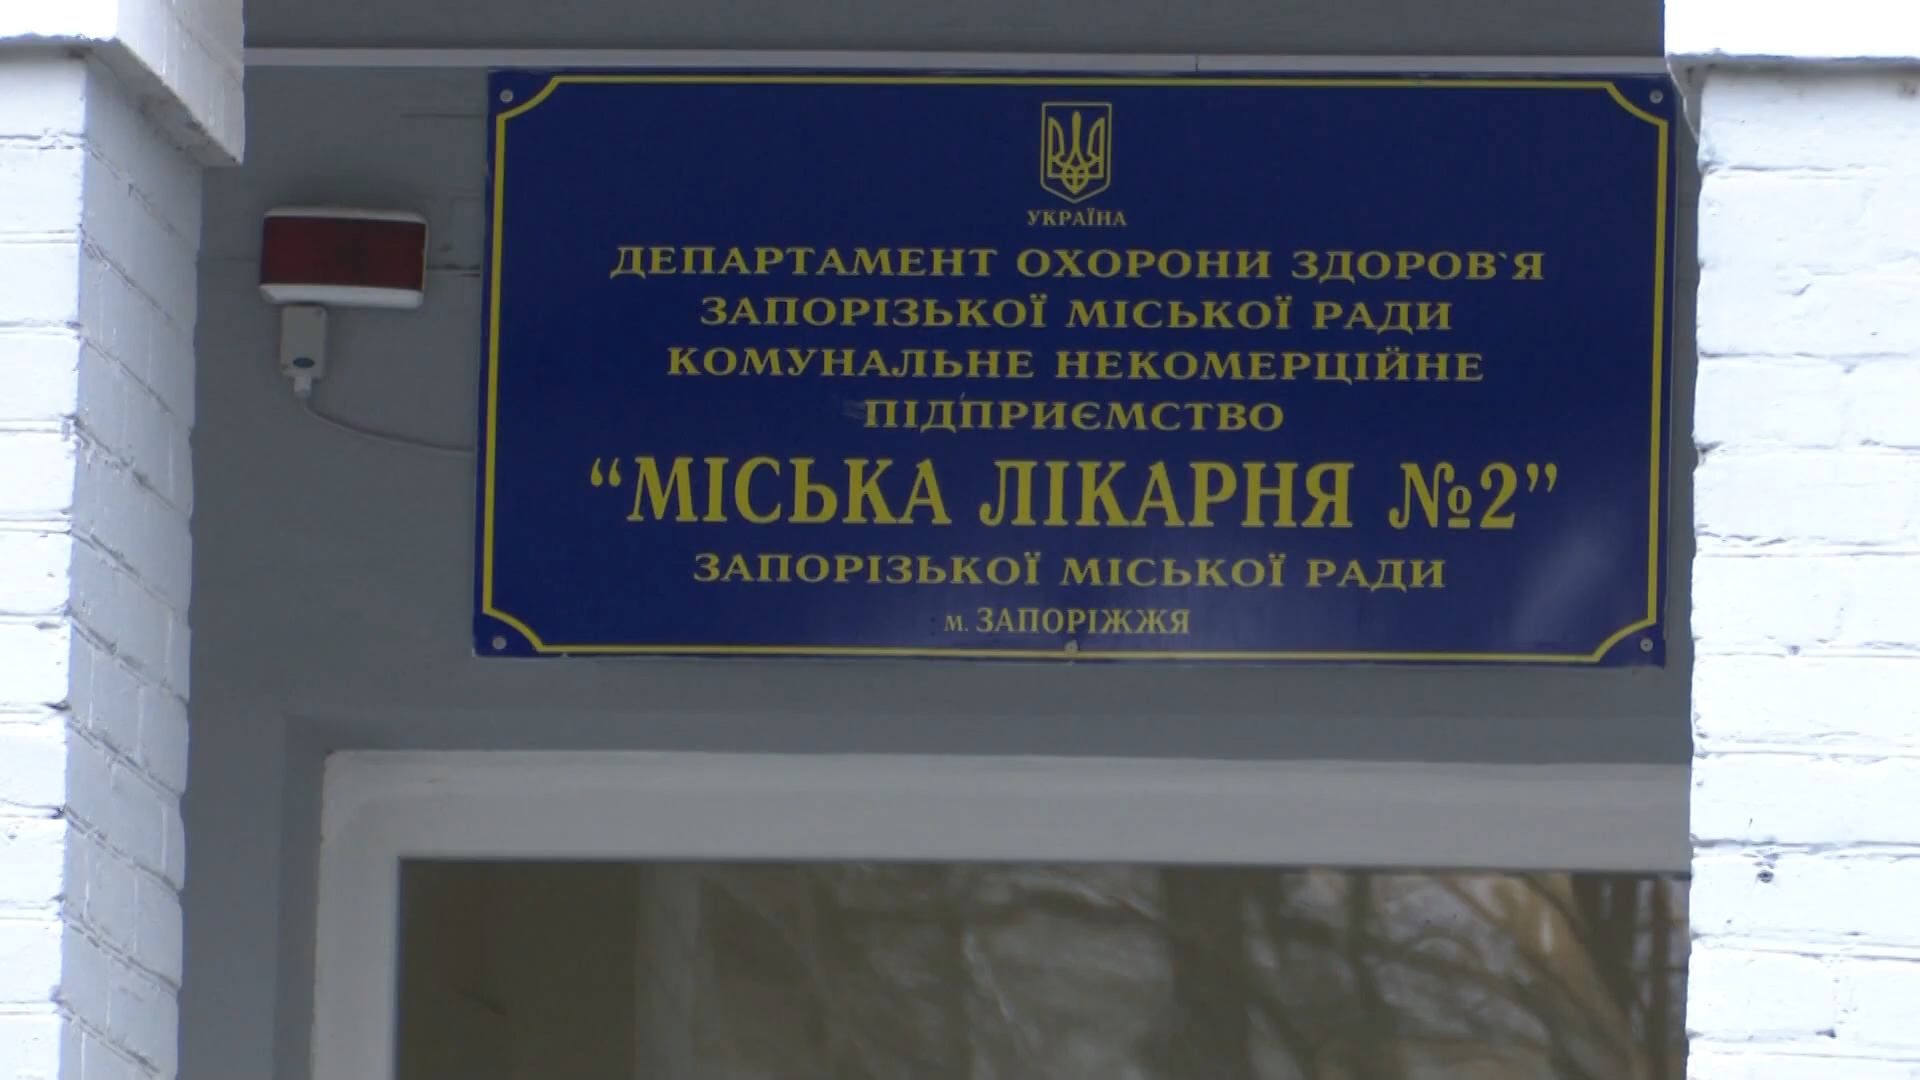 УКРАЇНА
ДЕПАРТАМЕНТ ОХОРОНИ ЗДОРОВ`Я
ЗАПОРІЗЬКОЇ МІСЬКОЇ РАДИ
КОМУНАЛЬНЕ НЕКОМЕРЦІЙНЕ
ПІДПРИЄМСТВО
“МІСЬКА ЛІКАРНЯ №2”
ЗАПОРІЗЬКОЇ МІСЬКОЇ РАДИ
м. ЗАПОРІЖЖЯ